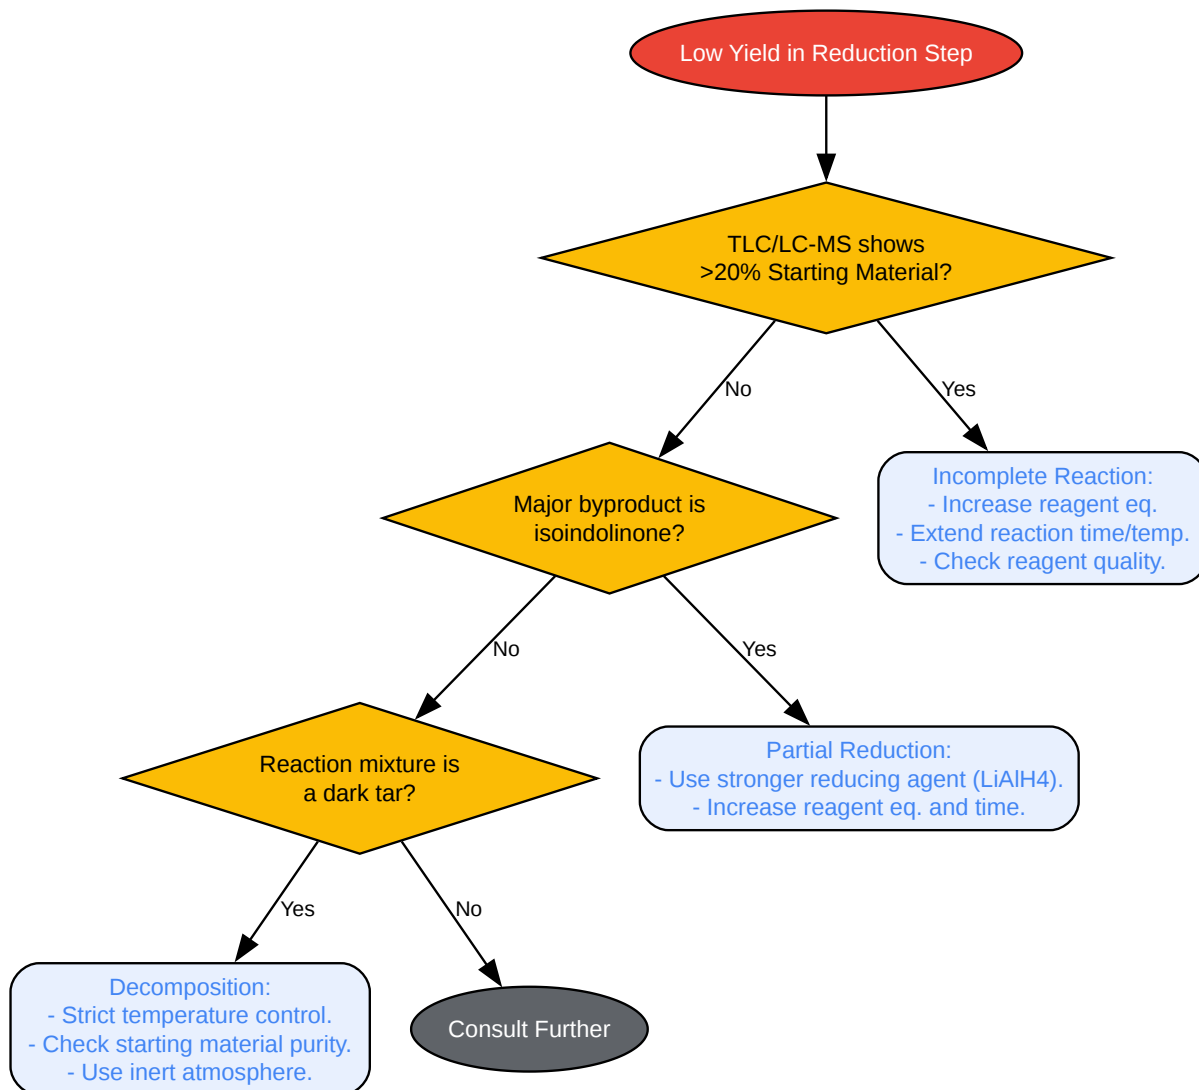 Low Yield in Reduction Step
TLC/LC-MS shows
>20% Starting Material?
No
Yes
Major byproduct is
isoindolinone?
Incomplete Reaction:
- Increase reagent eq.
- Extend reaction time/temp.
- Check reagent quality.
No
Yes
Reaction mixture is
a dark tar?
Partial Reduction:
- Use stronger reducing agent (LiAlH4).
- Increase reagent eq. and time.
Yes
No
Decomposition:
- Strict temperature control.
- Check starting material purity.
- Use inert atmosphere.
Consult Further